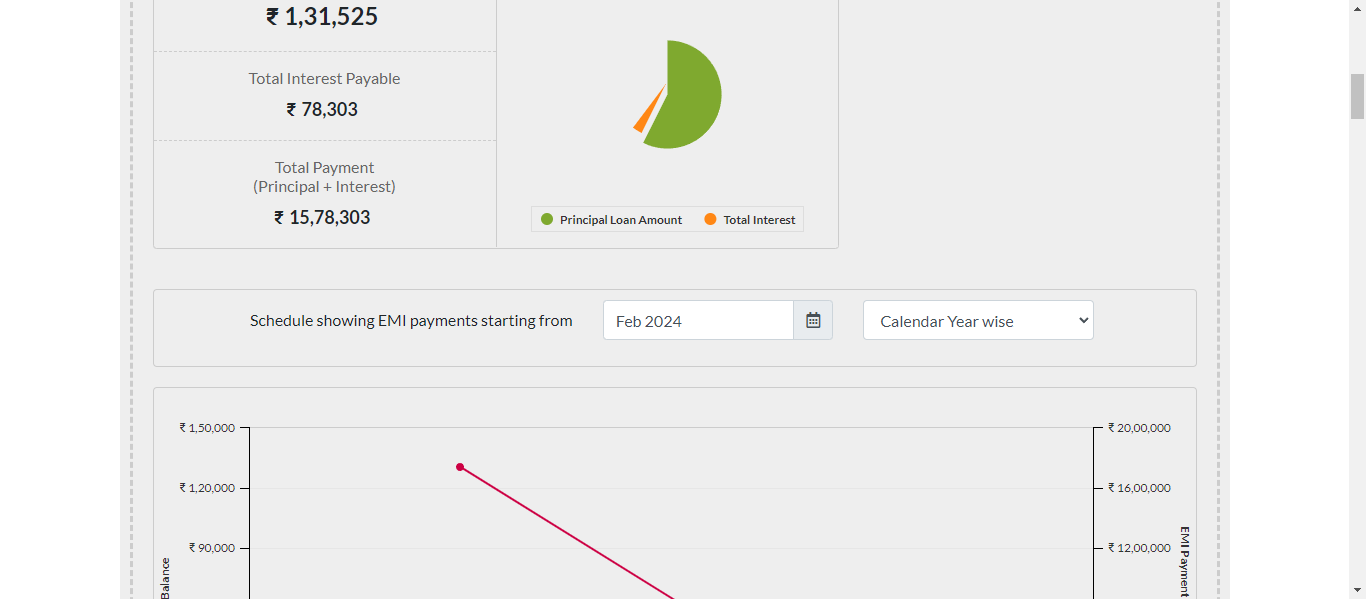 ₹ 1,31,525
Total Interest Payable
₹ 78,303
Total Payment
(Principal + Interest)
₹ 15,78,303
Principal Loan Amount
Total Interest
Schedule showing EMI payments starting from
Feb 2024
Calendar Year wise
₹ 1,50,000
₹ 1,20,000
₹ 90,000
Balance
₹ 20,00,000
₹ 16,00,000
₹ 12,00,000
EMI Payment